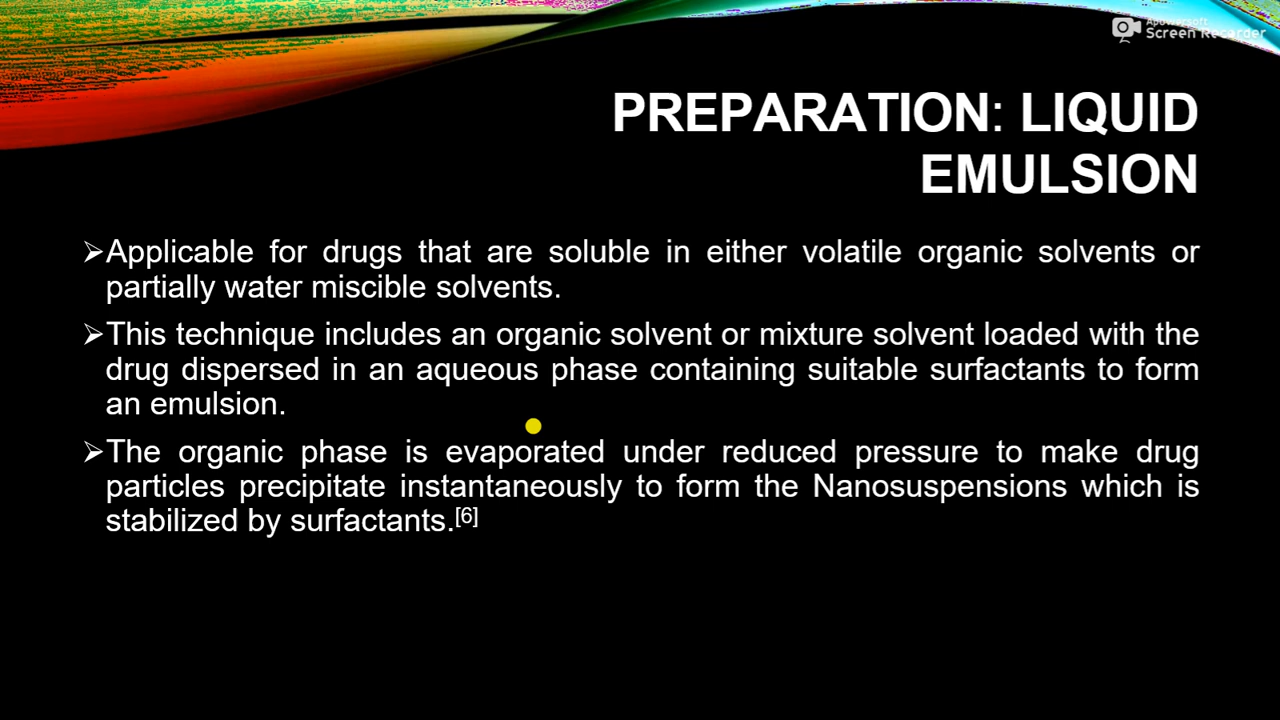 Apowersoft
Screen Recorder
PREPARATION: LIQUID
EMULSION
➢Applicable for drugs that are soluble in either volatile organic solvents or
partially water miscible solvents.
➢This technique includes an organic solvent or mixture solvent loaded with the
drug dispersed in an aqueous phase containing suitable surfactants to form
an emulsion.
➢The organic phase is evaporated under reduced pressure to make drug
particles precipitate instantaneously to form the Nanosuspensions which is
stabilized by surfactants.[6]